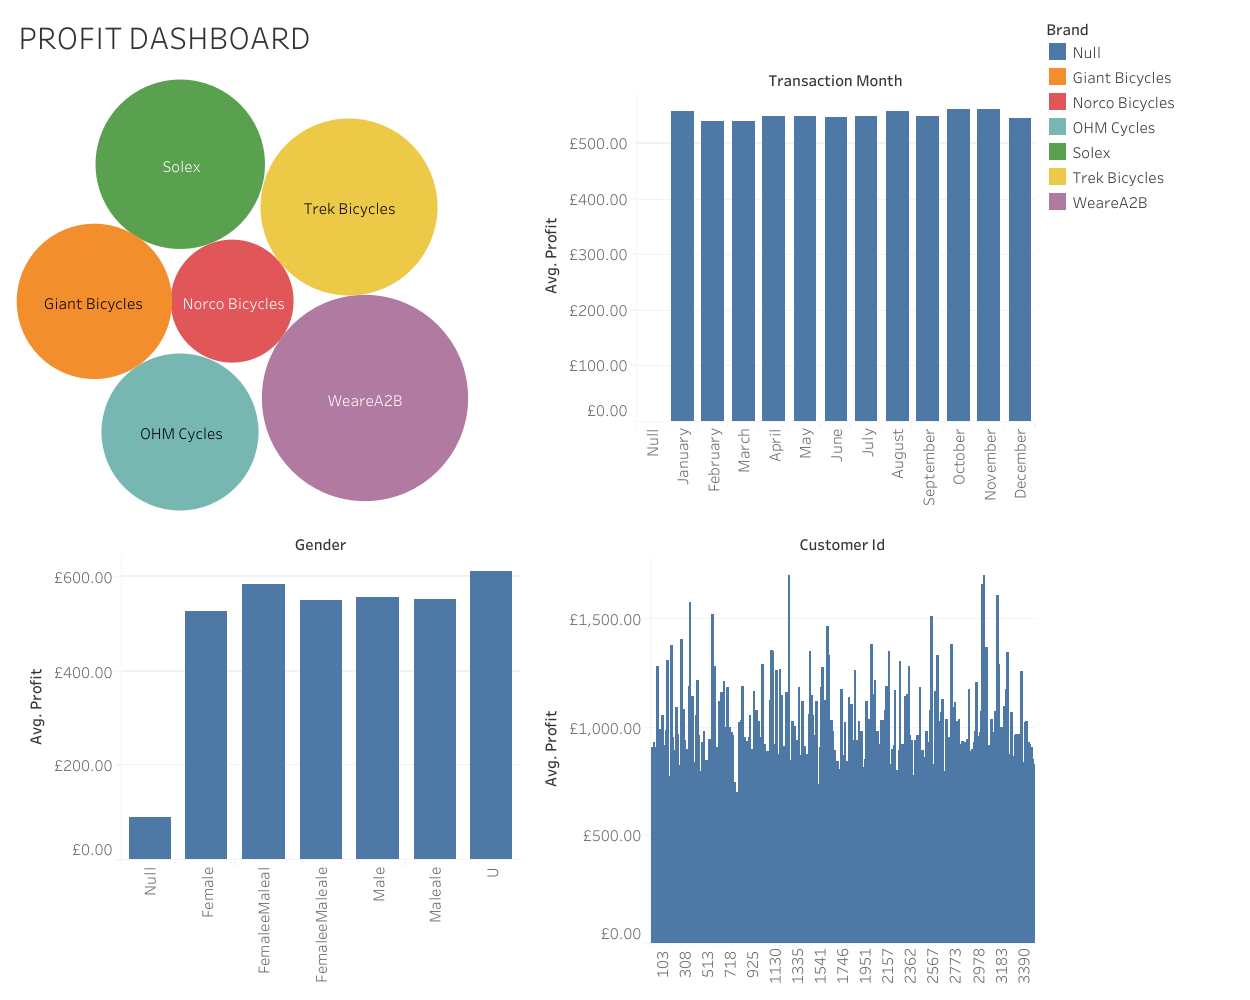 PROFIT DASHBOARD
Solex
Trek Bicycles
Giant Bicycles
Norco Bicycles
WeareA2B
OHM Cycles
Transaction Month
Avg. Profit
£500.00
£400.00
£300.00
£200.00
£100.00
£0.00
Null
January
February
March
April
May
June
July
August
September
October
November
December
Brand
Null
Giant Bicycles
Norco Bicycles
OHM Cycles
Solex
Trek Bicycles
WeareA2B
Gender
Avg. Profit
£600.00
£400.00
£200.00
£0.00
Null
Female
FemaleeMaleal
FemaleeMaleale
Male
Maleale
U
Customer Id
Avg. Profit
£1,500.00
£1,000.00
£500.00
£0.00
103
308
513
718
925
1130
1335
1541
1746
1951
2157
2362
2567
2773
2978
3183
3390